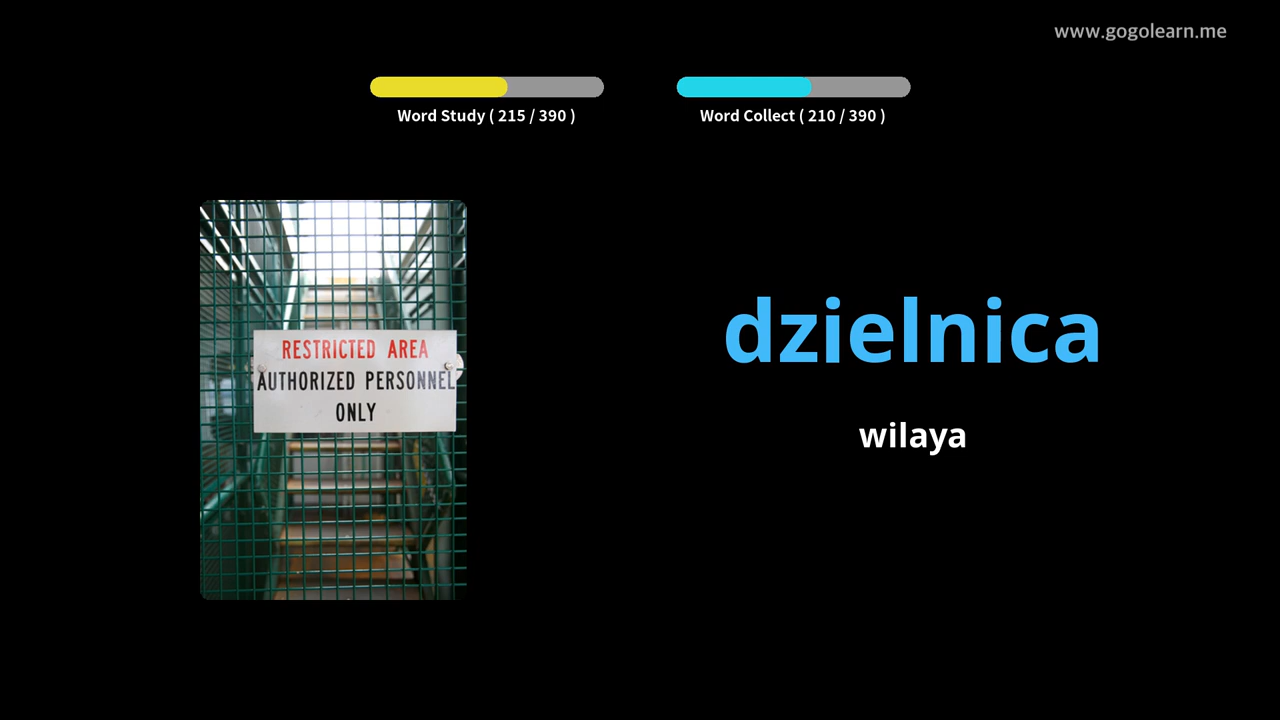 www.gogolearn.me
Word Study ( 215 / 390 )
Word Collect ( 210 / 390 )
RESTRICTED AREA
AUTHORIZED PERSONNEL
ONLY
dzielnica
wilaya